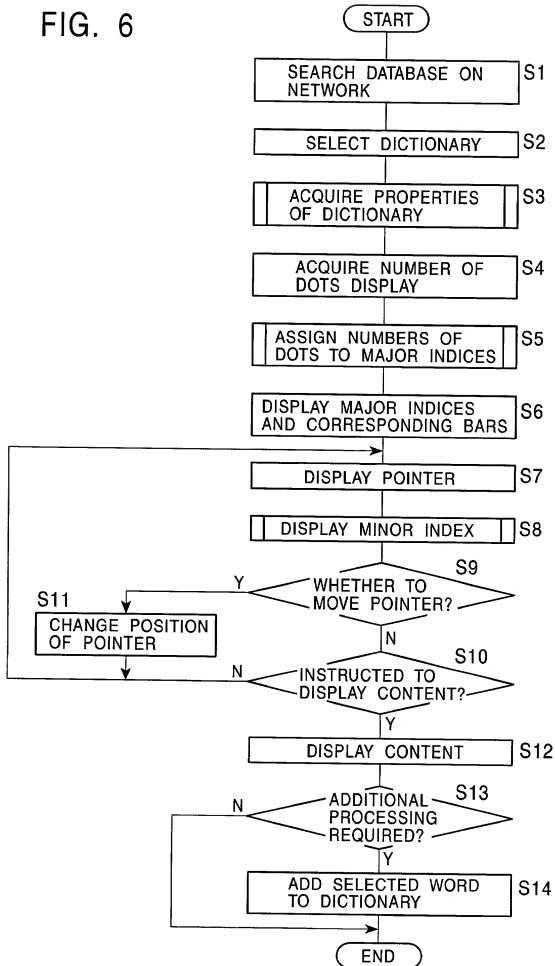 FIG. 6
START
SEARCH DATABASE ON
NETWORK
S1
SELECT DICTIONARY
S2
ACQUIRE PROPERTIES
OF DICTIONARY
S3
ACQUIRE NUMBER OF
DOTS DISPLAY
S4
ASSIGN NUMBERS OF
DOTS TO MAJOR INDICES
S5
DISPLAY MAJOR INDICES
AND CORRESPONDING BARS
S6
DISPLAY POINTER
S7
DISPLAY MINOR INDEX
S8
S9
WHETHER TO
MOVE POINTER?
Y
N
S11
CHANGE POSITION
OF POINTER
S10
INSTRUCTED TO
DISPLAY CONTENT?
N
Y
DISPLAY CONTENT
S12
S13
ADDITIONAL
PROCESSING
REQUIRED?
N
Y
ADD SELECTED WORD
TO DICTIONARY
S14
END